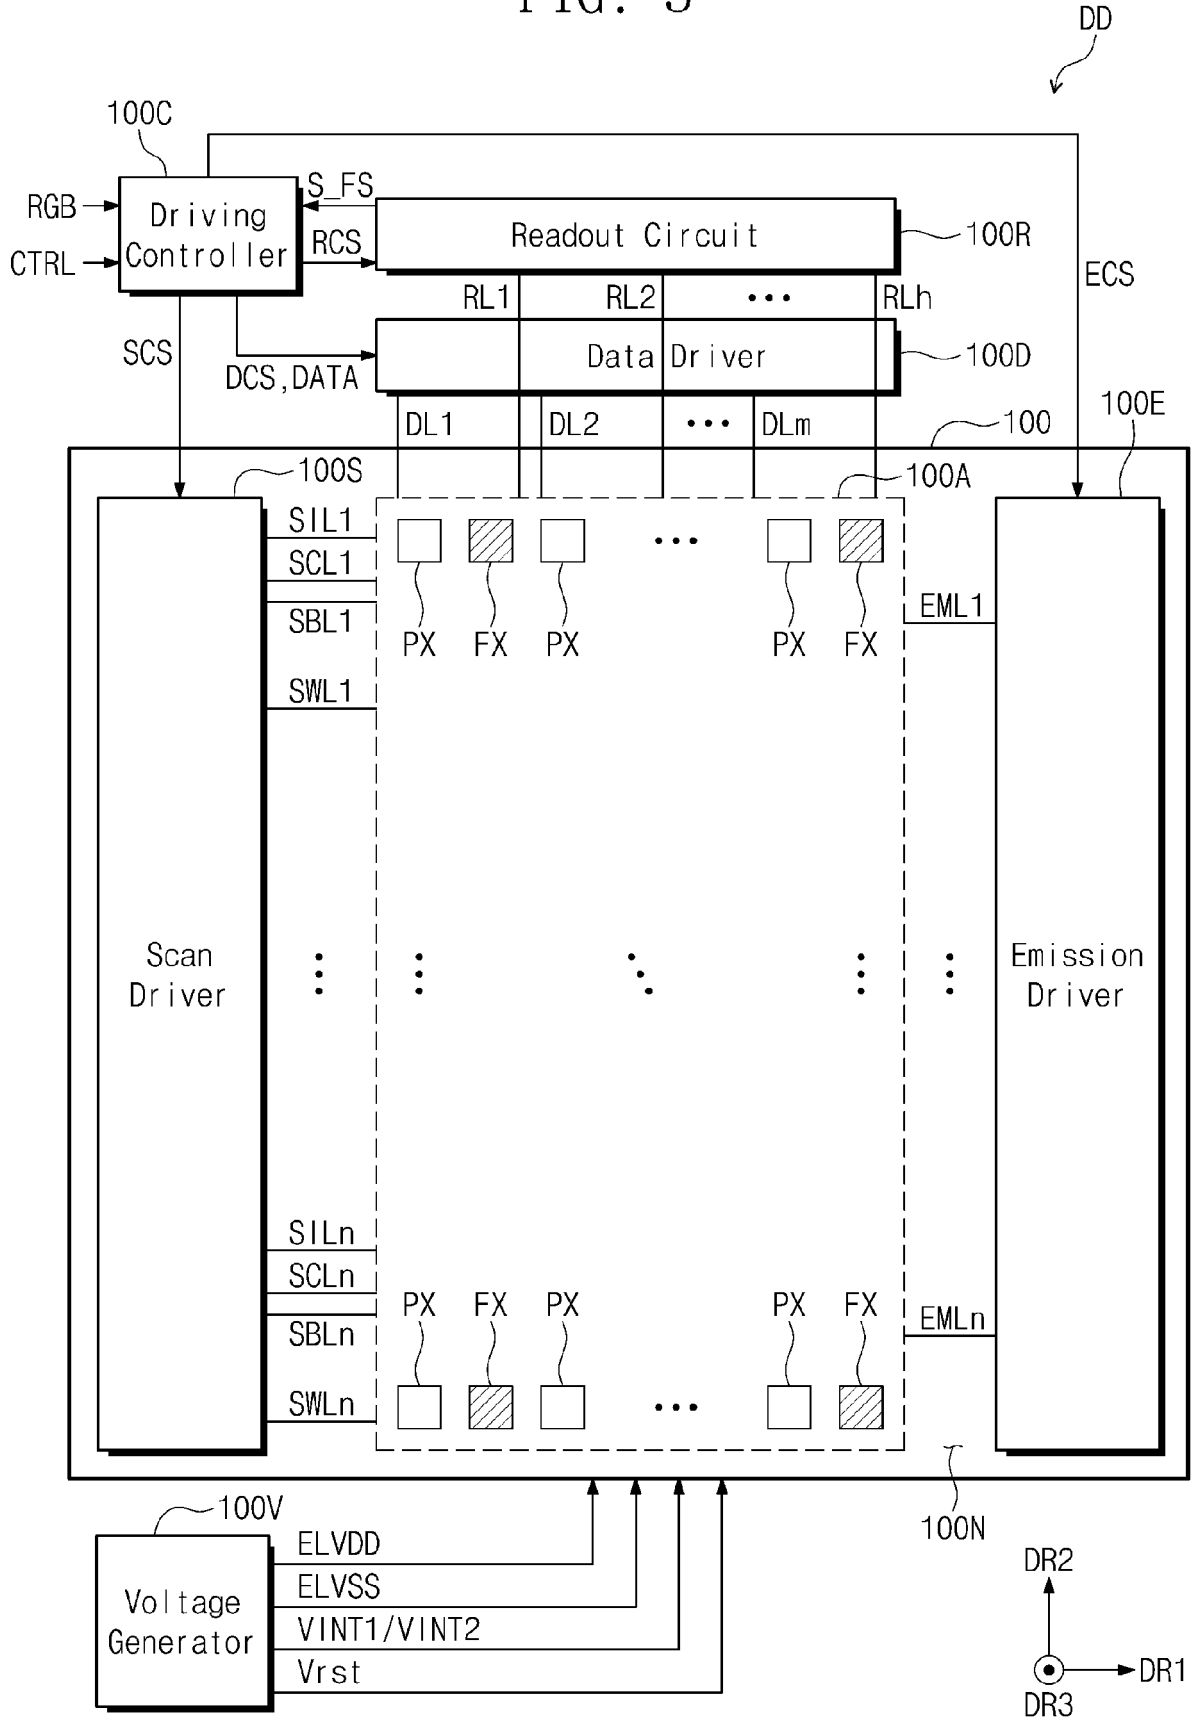 DD
100C
S_FS
RGB
Driving
Controller
CTRL
RCS
Readout Circuit
100R
ECS
RL1
RL2
RLh
SCS
DCS,DATA
Data Driver
100D
100E
DL1
DL2
DLm
100
100S
100A
SIL1
SCL1
SBL1
SWL1
PX
FX
PX
PX
FX
EML1
Scan
Driver
Emission
Driver
SILn
SCLn
SBLn
SWLn
PX
FX
PX
PX
FX
EMLn
100N
100V
Voltage
Generator
ELVDD
ELVSS
VINT1/VINT2
Vrst
DR2
DR1
DR3